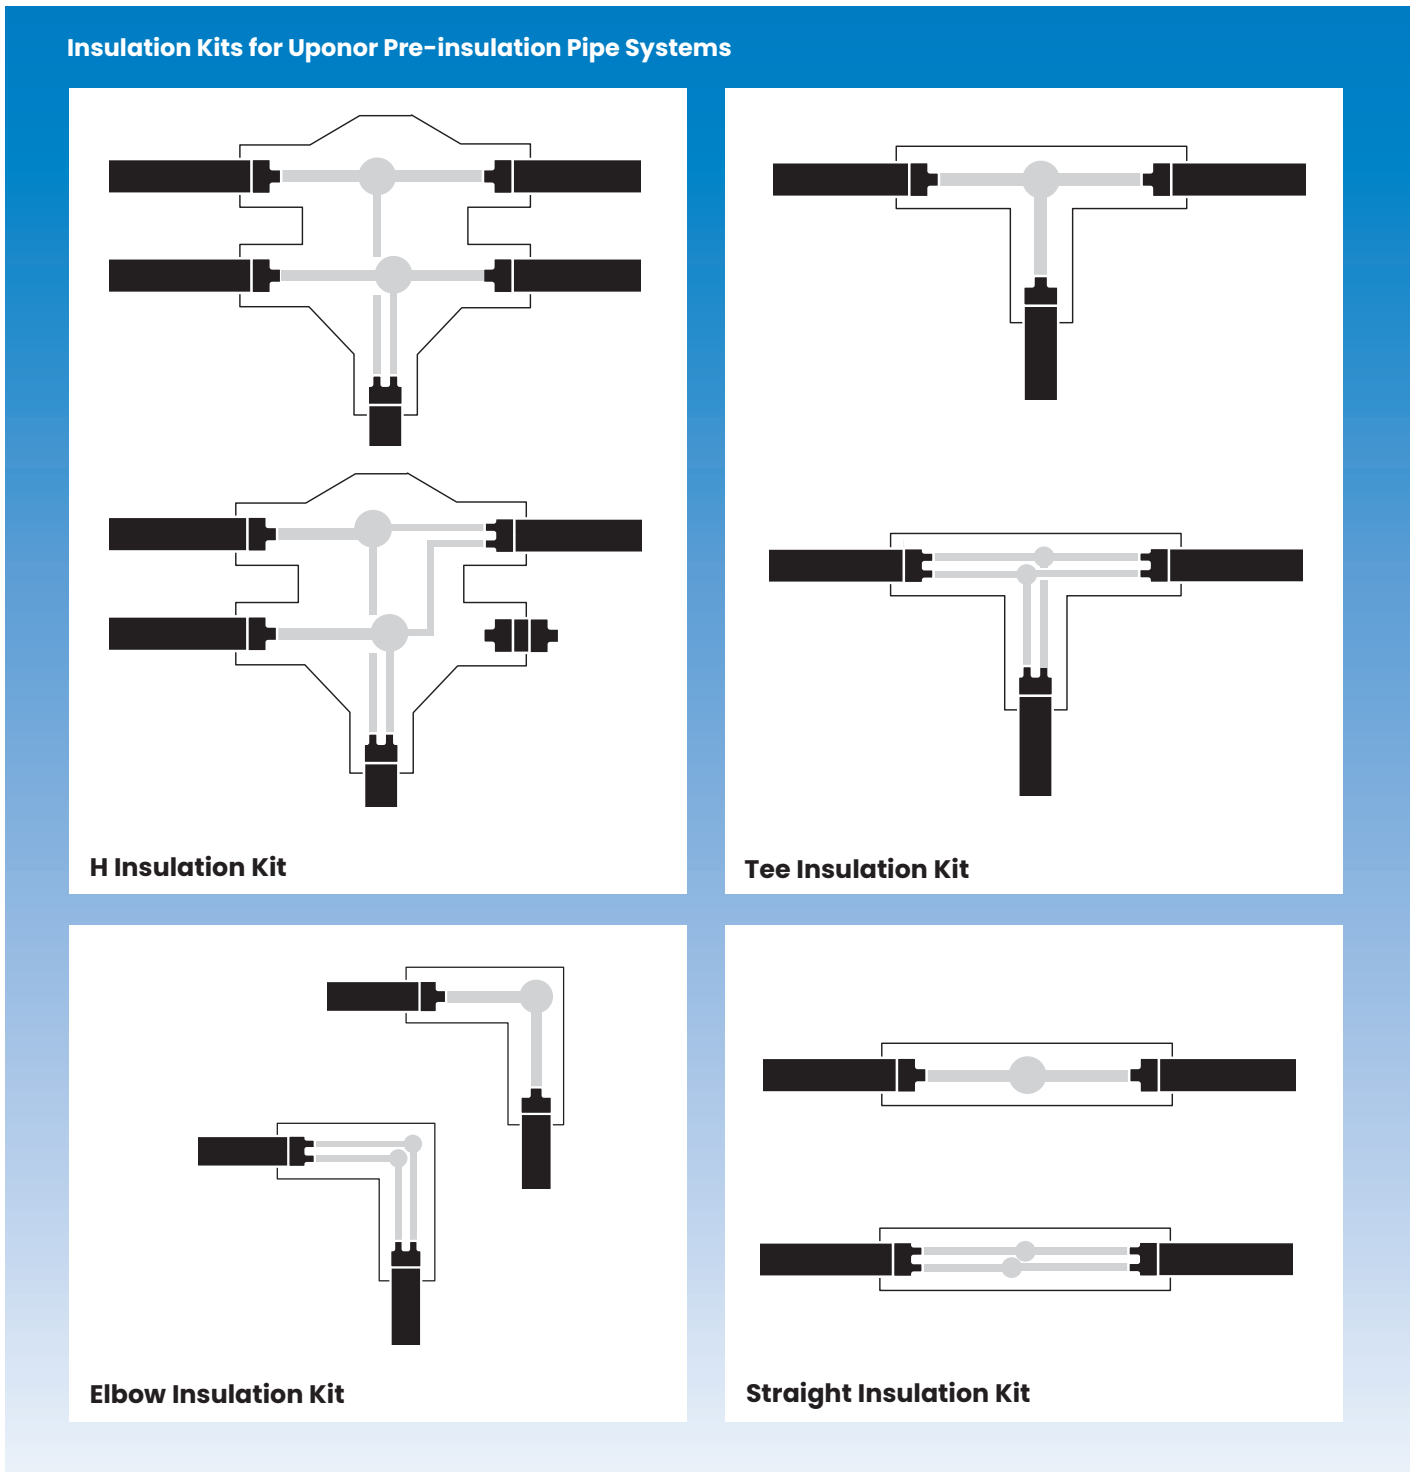 Insulation Kits for Uponor Pre-insulation Pipe Systems
H Insulation Kit
Tee Insulation Kit
Elbow Insulation Kit
Straight Insulation Kit